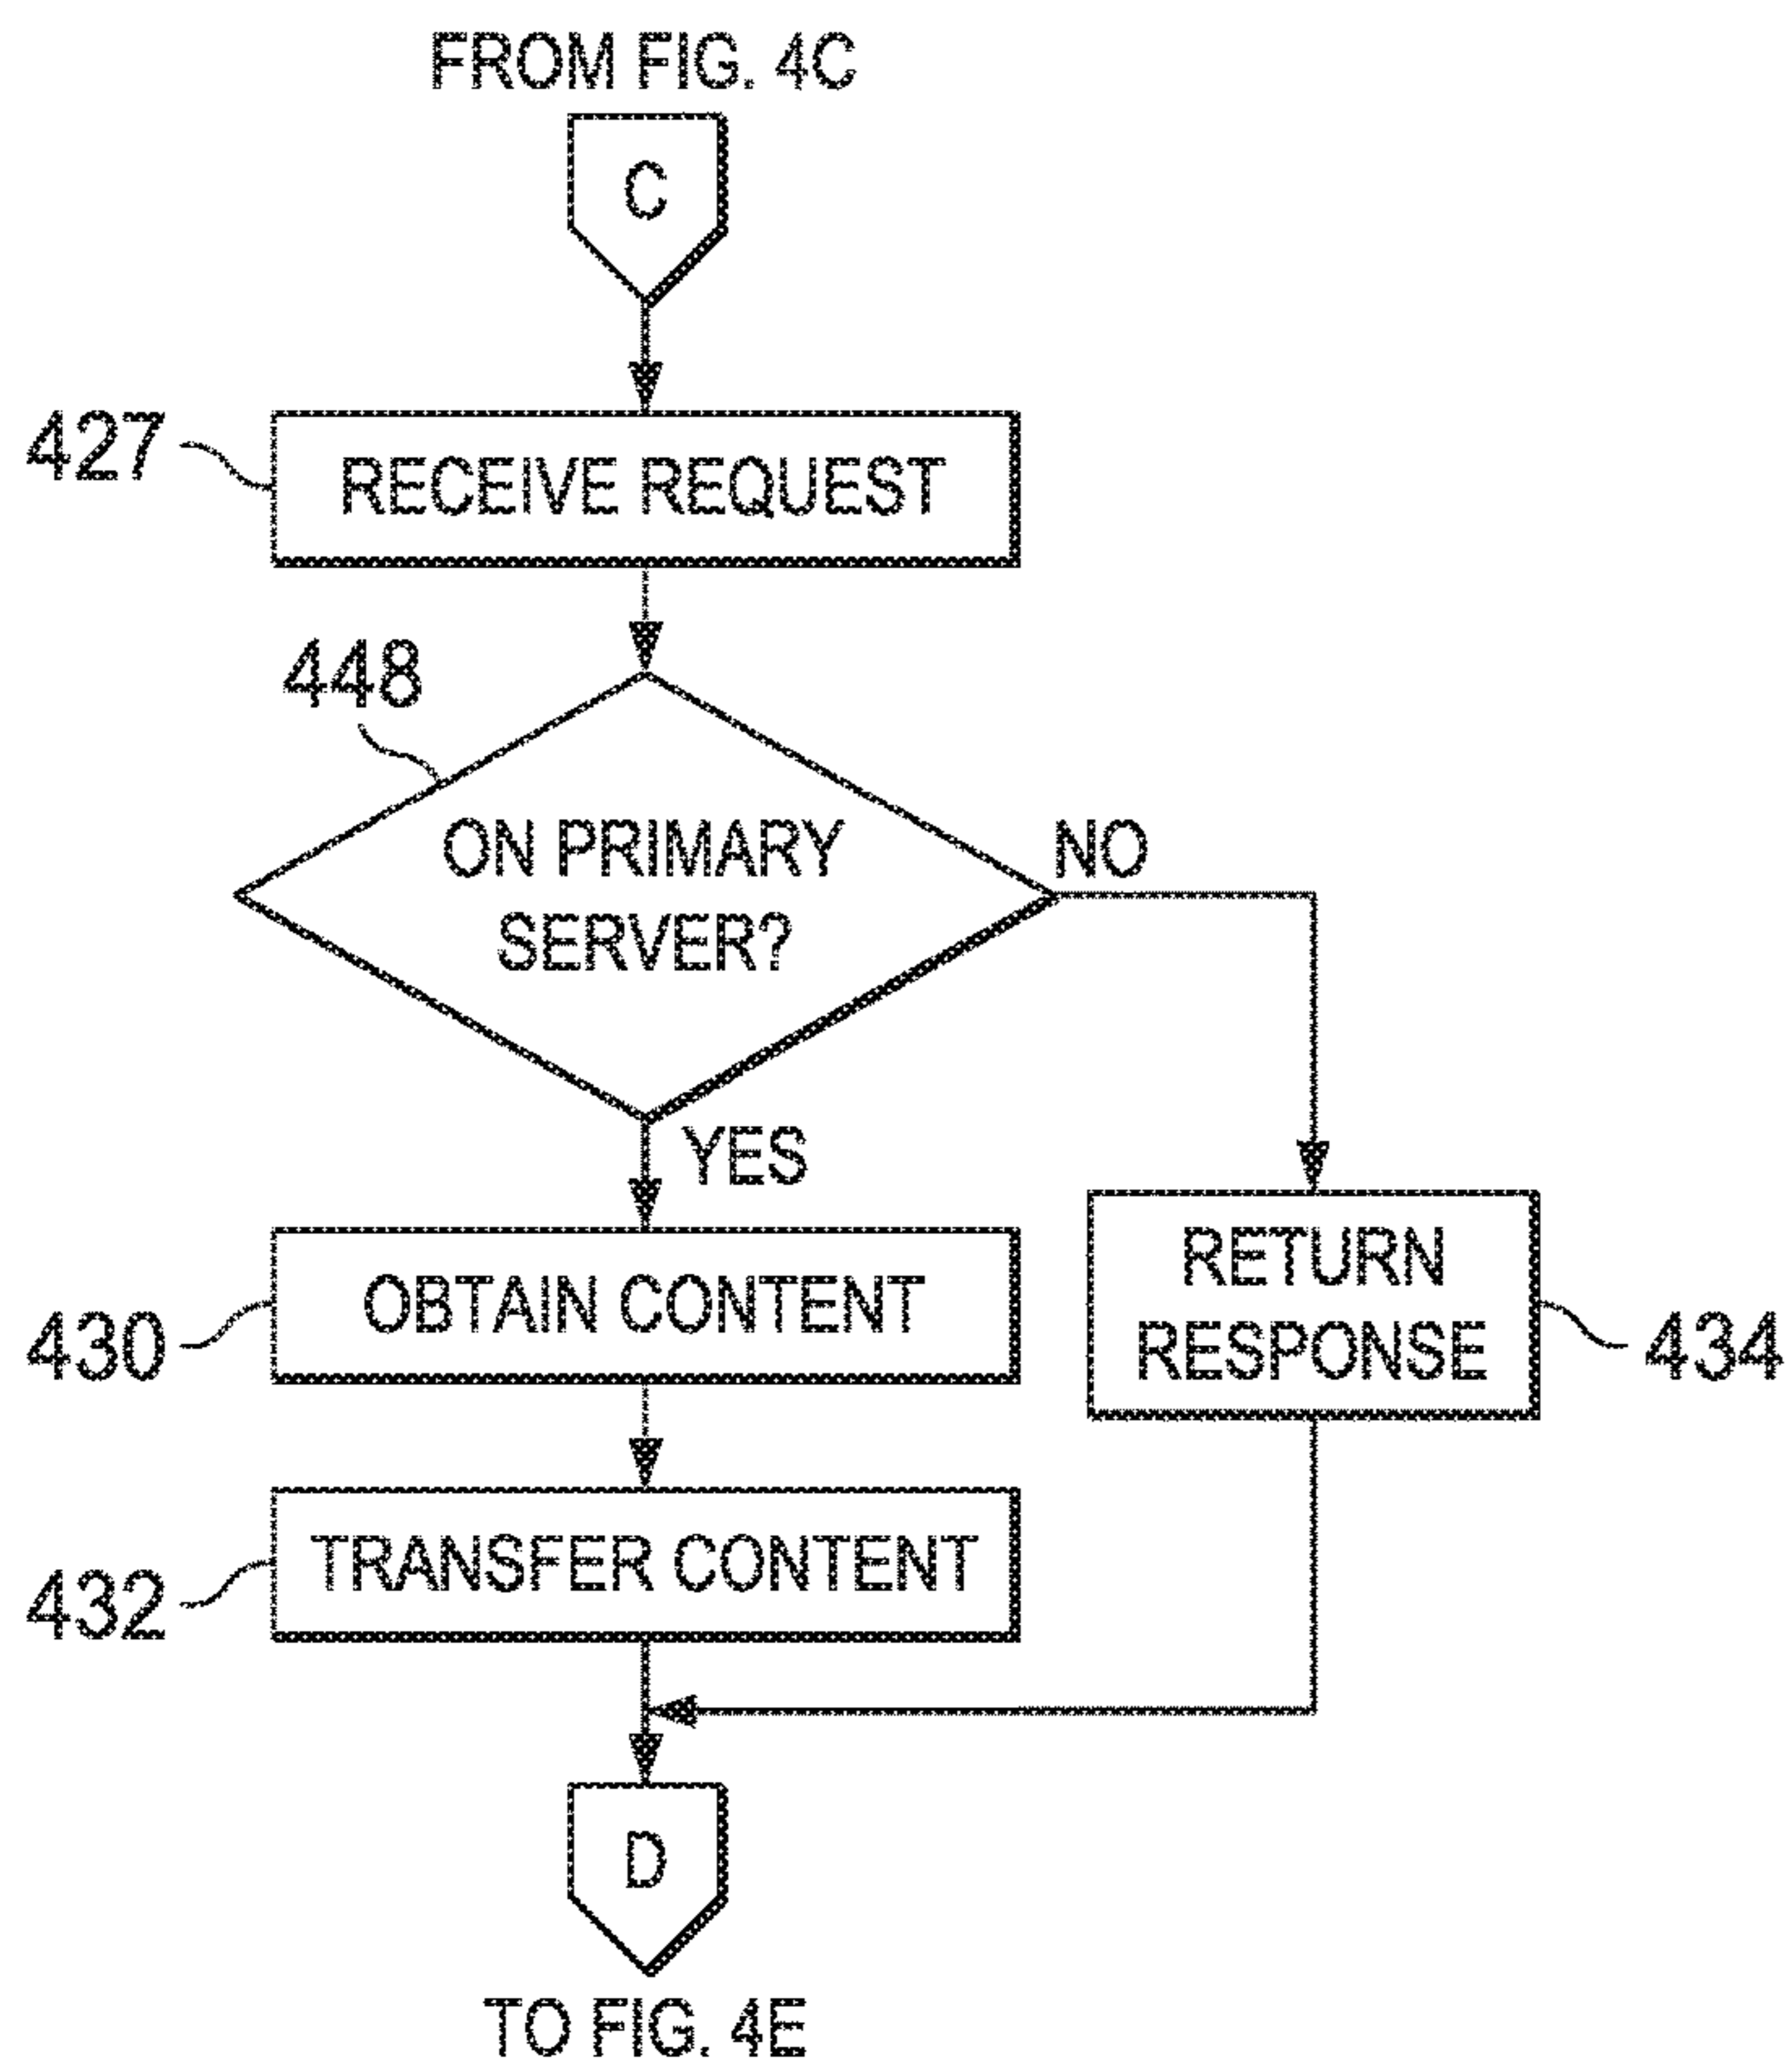 FROM FIG. 4C
C
427
RECEIVE REQUEST
448
ON PRIMARY
SERVER?
NO
YES
430
OBTAIN CONTENT
RETURN
RESPONSE
434
432
TRANSFER CONTENT
D
TO FIG. 4E